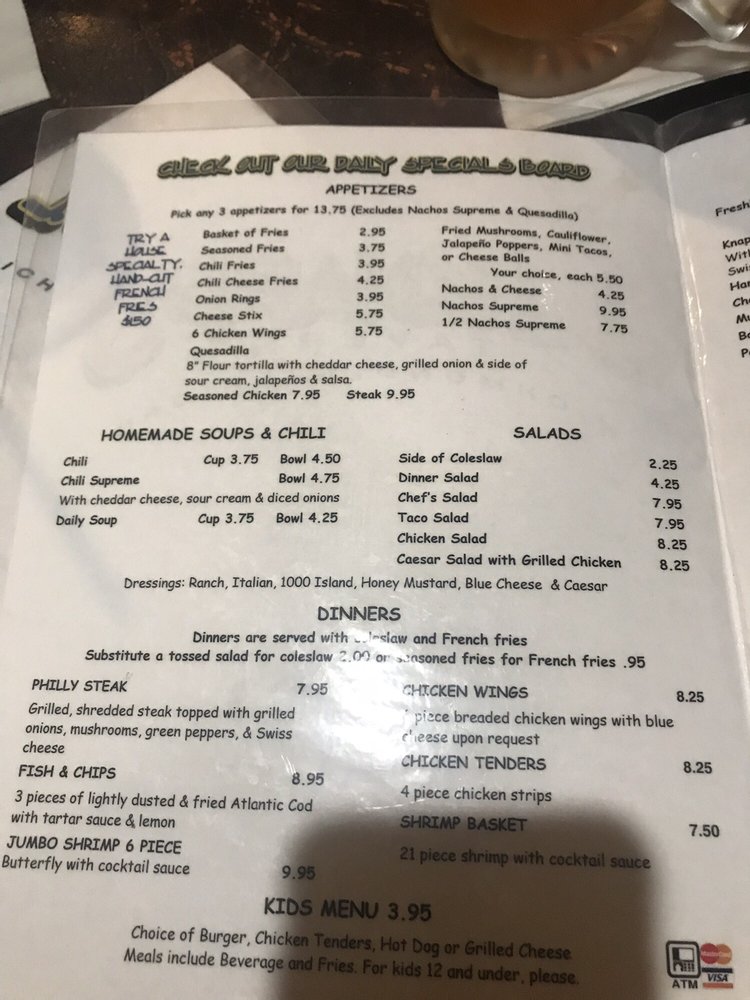 CHECK OUT OUR DAILY SPECIALS BOARD
APPETIZERS
Pick any 3 appetizers for 13.75 (Excludes Nachos Supreme & Quesadilla)
TRY A
HOUSE
SPECIALTY.
HAND-CUT
FRENCH
FRIES
$1.50
Basket of Fries 2.95
Seasoned Fries 3.75
Chili Fries 3.95
Chili Cheese Fries 4.25
Onion Rings 3.95
Cheese Stix 5.75
6 Chicken Wings 5.75
Fried Mushrooms, Cauliflower,
Jalapeño Poppers, Mini Tacos,
or Cheese Balls
Your choice, each 5.50
Nachos & Cheese 4.25
Nachos Supreme 9.95
1/2 Nachos Supreme 7.75
Quesadilla
8" Flour tortilla with cheddar cheese, grilled onion & side of
sour cream, jalapeños & salsa.
Seasoned Chicken 7.95 Steak 9.95
HOMEMADE SOUPS & CHILI
Chili Cup 3.75 Bowl 4.50
Chili Supreme Bowl 4.75
With cheddar cheese, sour cream & diced onions
Daily Soup Cup 3.75 Bowl 4.25
SALADS
Side of Coleslaw 2.25
Dinner Salad 4.25
Chef's Salad 7.95
Taco Salad 7.95
Chicken Salad 8.25
Caesar Salad with Grilled Chicken 8.25
Dressings: Ranch, Italian, 1000 Island, Honey Mustard, Blue Cheese & Caesar
DINNERS
Dinners are served with coleslaw and French fries
Substitute a tossed salad for coleslaw 2.00 or seasoned fries for French fries .95
PHILLY STEAK 7.95
Grilled, shredded steak topped with grilled
onions, mushrooms, green peppers, & Swiss
cheese
FISH & CHIPS 8.95
3 pieces of lightly dusted & fried Atlantic Cod
with tartar sauce & lemon
JUMBO SHRIMP 6 PIECE
Butterfly with cocktail sauce 9.95
CHICKEN WINGS 8.25
piece breaded chicken wings with blue
cheese upon request
CHICKEN TENDERS 8.25
4 piece chicken strips
SHRIMP BASKET 7.50
21 piece shrimp with cocktail sauce
KIDS MENU 3.95
Choice of Burger, Chicken Tenders, Hot Dog or Grilled Cheese
Meals include Beverage and Fries. For kids 12 and under, please.
ATM
MasterCard
VISA